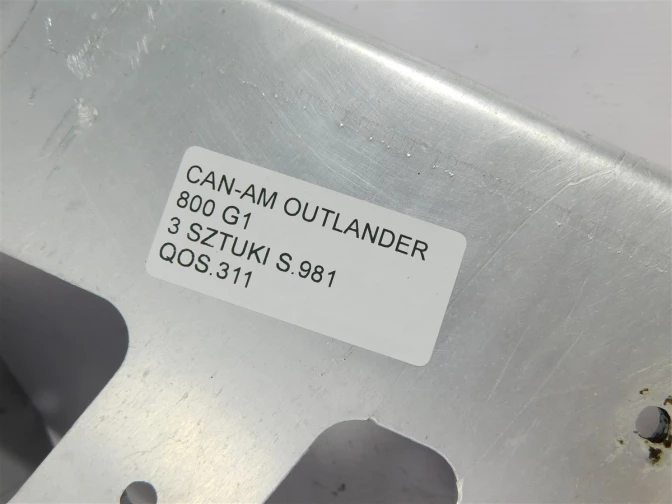 CAN-AM OUTLANDER
800 G1
3 SZTUKI S.981
QOS.311